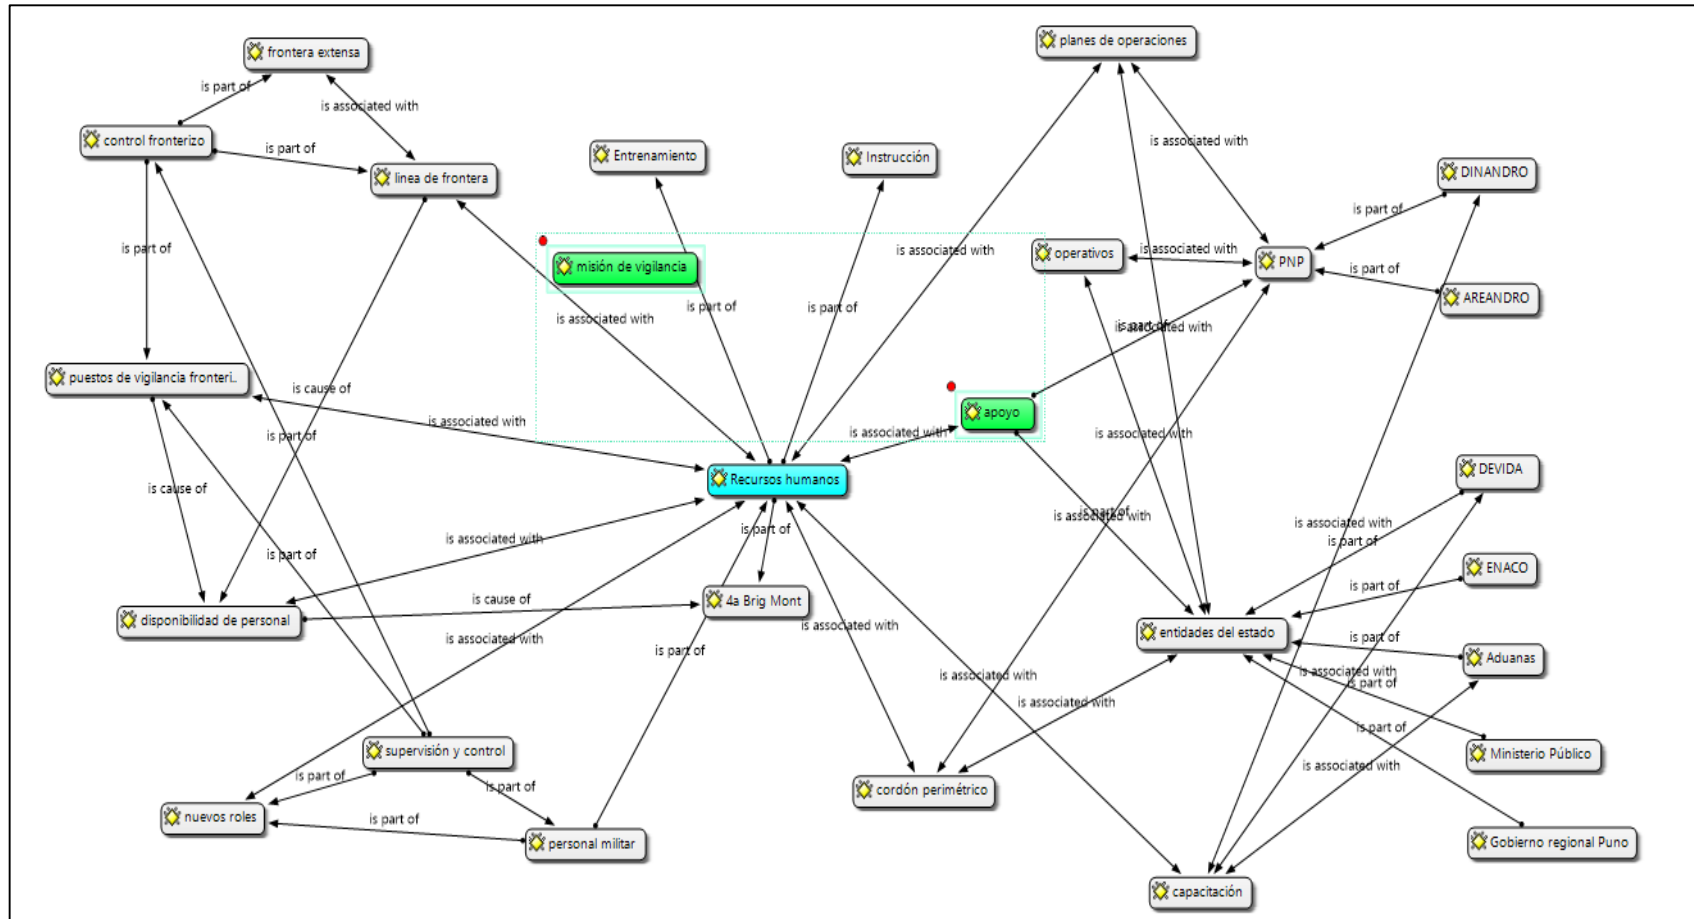 planes de operaciones
frontera extensa
is part of
is associated with
control fronterizo
is part of
is associated with
Entrenamiento
Instrucción
linea de frontera
DINANDRO
is part of
is part of
is associated with
operativos
is associated with
PNP
misión de vigilancia
is part of
AREANDRO
is part of
is part of
is associated with
is part of
is associated with
puestos de vigilancia fronteri..
is cause of
apoyo
is associated with
is part of
is associated with
is associated with
DEVIDA
Recursos humanos
is cause of
is part of
is part of
is associated with
is associated with
is associated with
is part of
is part of
ENACO
is part of
4a Brig Mont
is cause of
disponibilidad de personal
is associated with
is associated with
entidades del estado
is part of
is part of
Aduanas
is associated with
is associated with
is part of
is associated with
is part of
supervisión y control
Ministerio Público
is associated with
is part of
is part of
cordón perimétrico
nuevos roles
is part of
personal militar
Gobierno regional Puno
capacitación